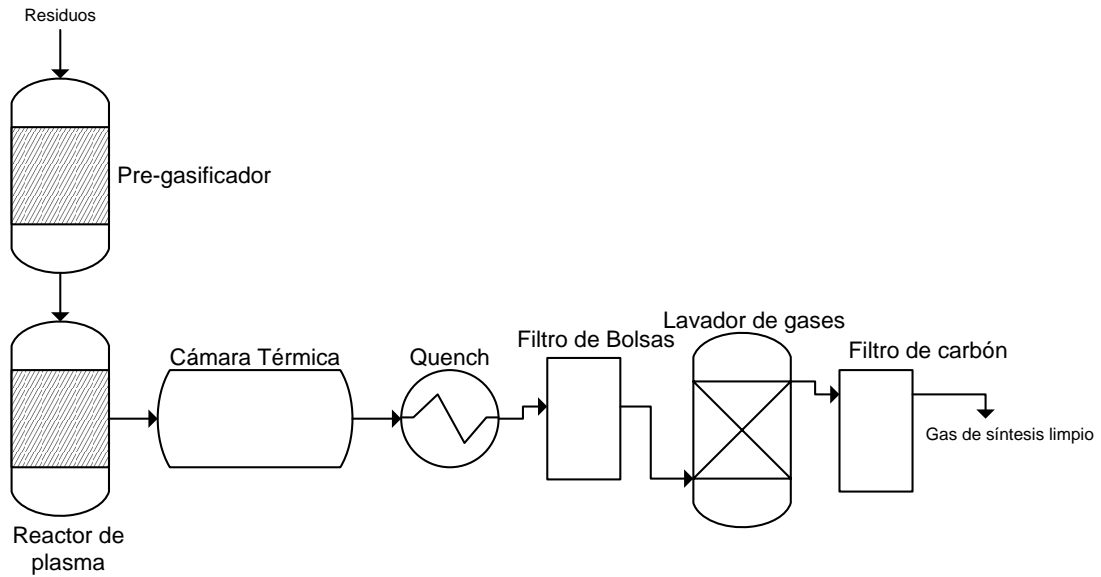 Residuos
Pre-gasificador
Reactor de
plasma
Cámara Térmica
Quench
Filtro de Bolsas
Lavador de gases
Filtro de carbón
Gas de síntesis limpio